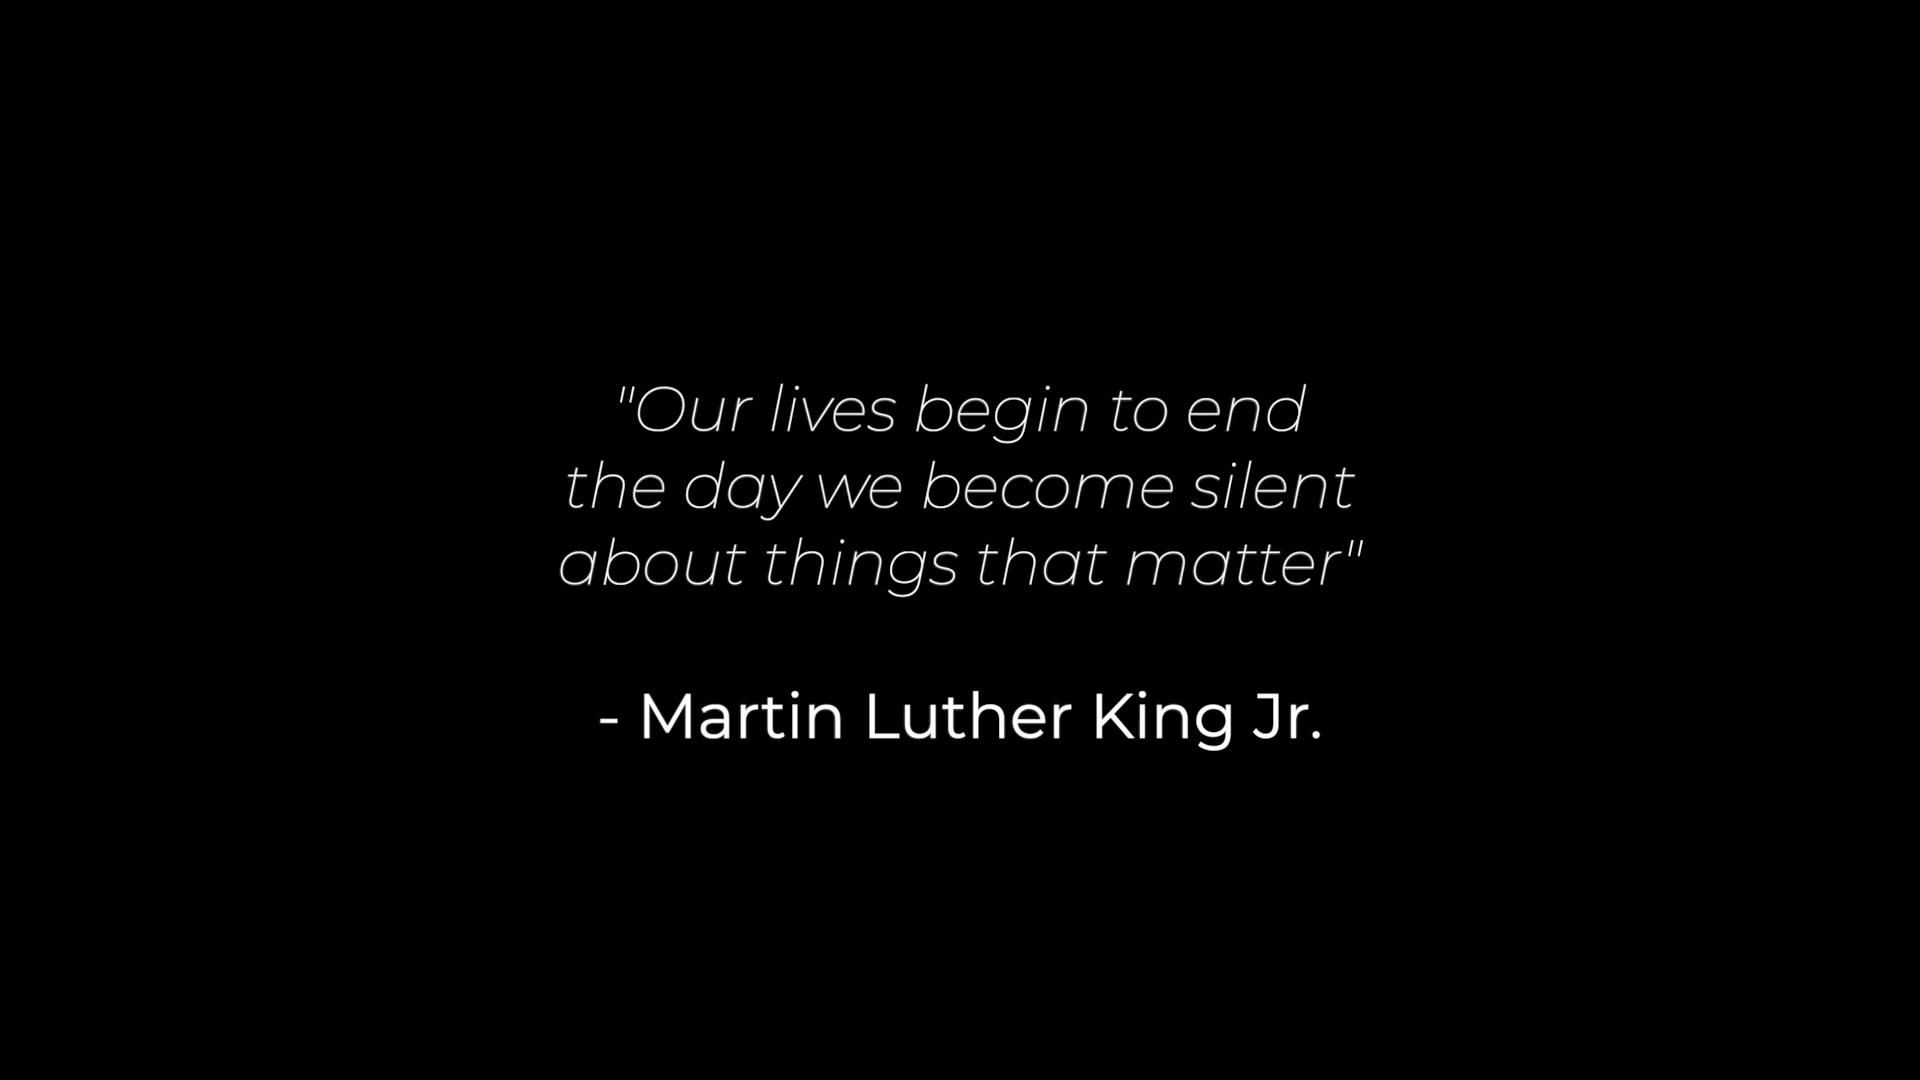 "Our lives begin to end
the day we become silent
about things that matter"
- Martin Luther King Jr.